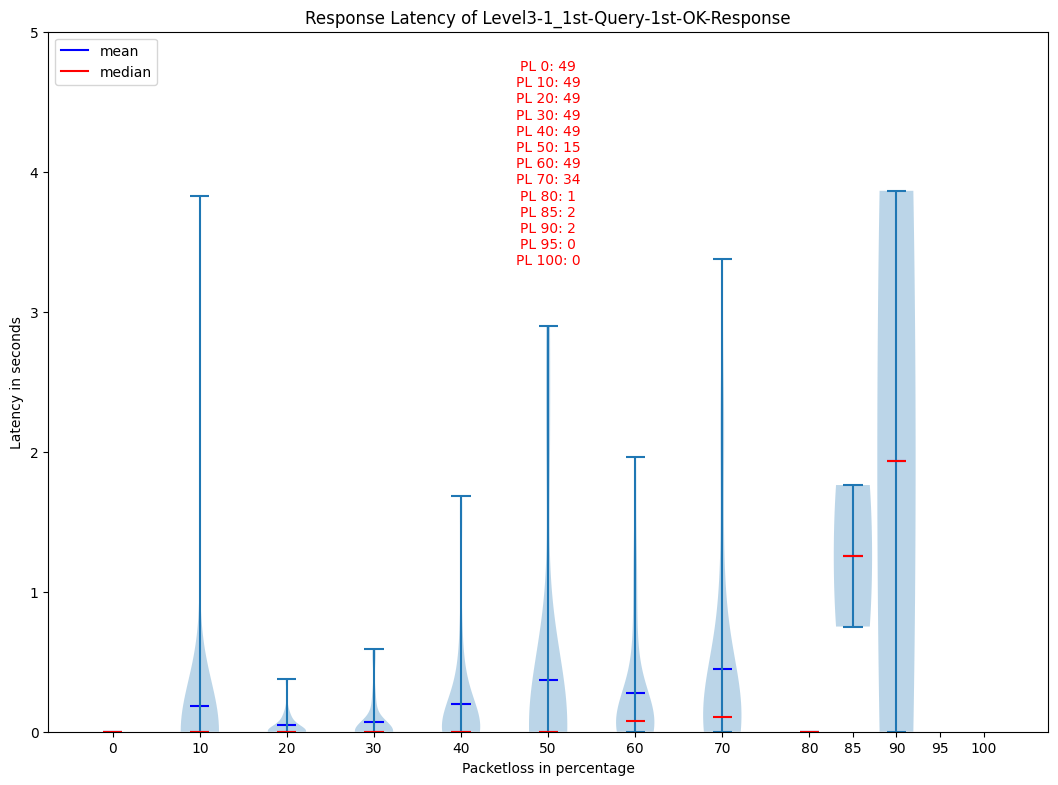 Response Latency of Level3-1_1st-Query-1st-OK-Response
mean
median
PL 0: 49
PL 10: 49
PL 20: 49
PL 30: 49
PL 40: 49
PL 50: 15
PL 60: 49
PL 70: 34
PL 80: 1
PL 85: 2
PL 90: 2
PL 95: 0
PL 100: 0
Latency in seconds
5
4
3
2
1
0
0 10 20 30 40 50 60 70 80 85 90 95 100
Packetloss in percentage